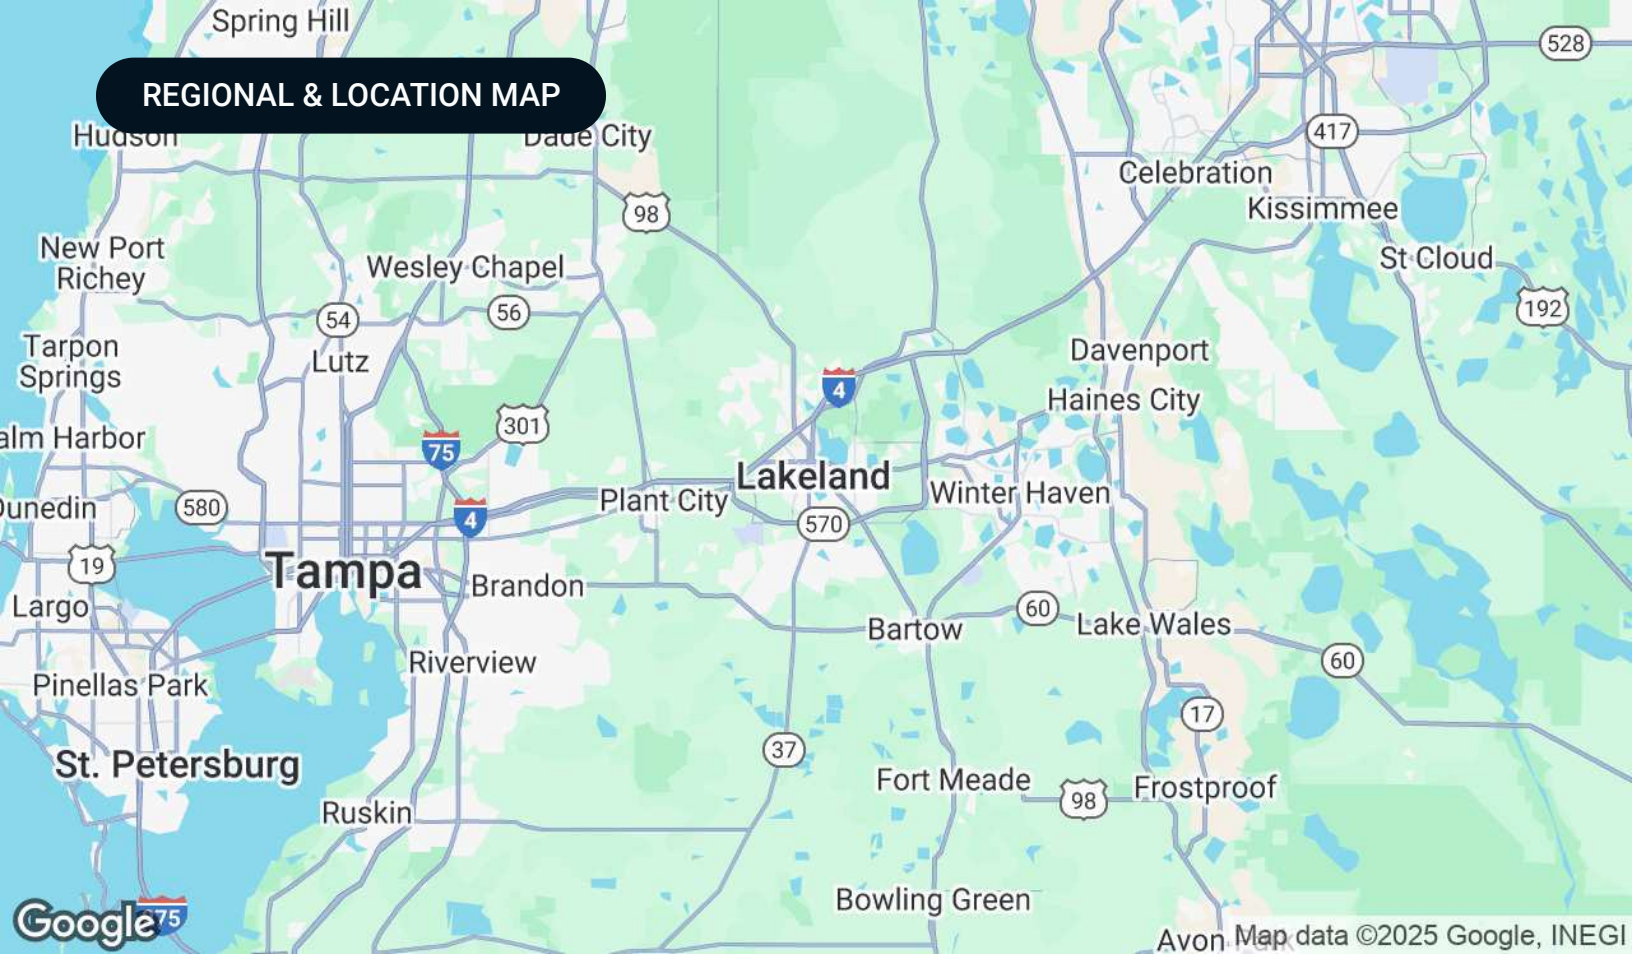 Spring Hill
528
REGIONAL & LOCATION MAP
Hudson
Dade City
417
Celebration
98
Kissimmee
New Port
Richey
Wesley Chapel
St Cloud
192
54
56
Tarpon
Springs
Lutz
Davenport
4
Haines City
301
alm Harbor
75
Lakeland
Winter Haven
Plant City
Dunedin
580
4
570
19
Tampa
Brandon
Largo
60
Bartow
Lake Wales
Riverview
60
Pinellas Park
17
37
St. Petersburg
Fort Meade
98
Frostproof
Ruskin
Bowling Green
Google
Avon
Map data ©2025 Google, INEGI